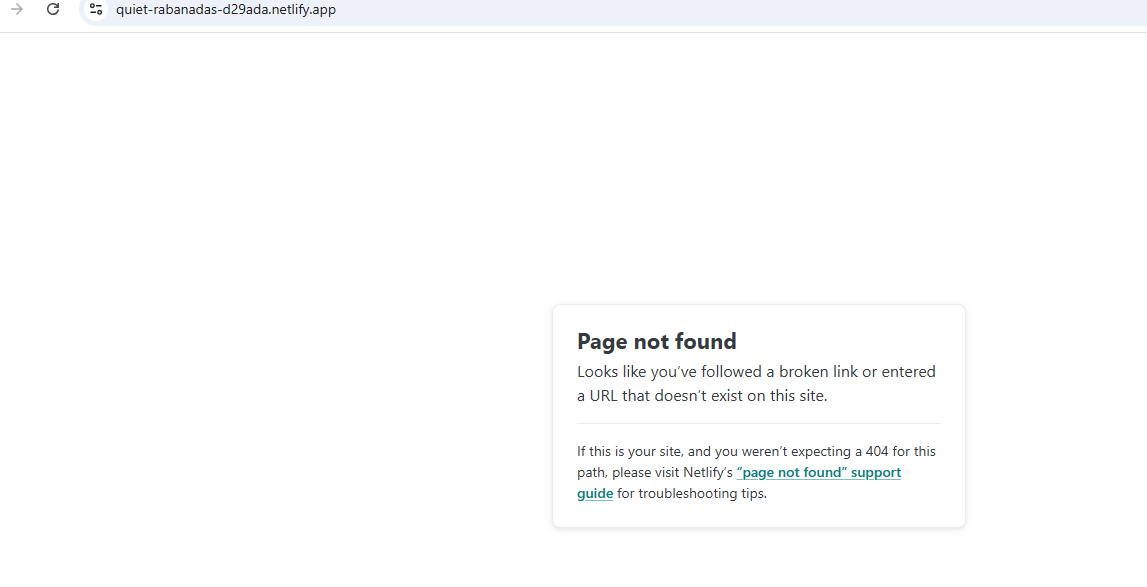 quiet-rabanadas-d29ada.netlify.app
Page not found
Looks like you’ve followed a broken link or entered
a URL that doesn’t exist on this site.
If this is your site, and you weren’t expecting a 404 for this
path, please visit Netlify’s “page not found” support
guide for troubleshooting tips.